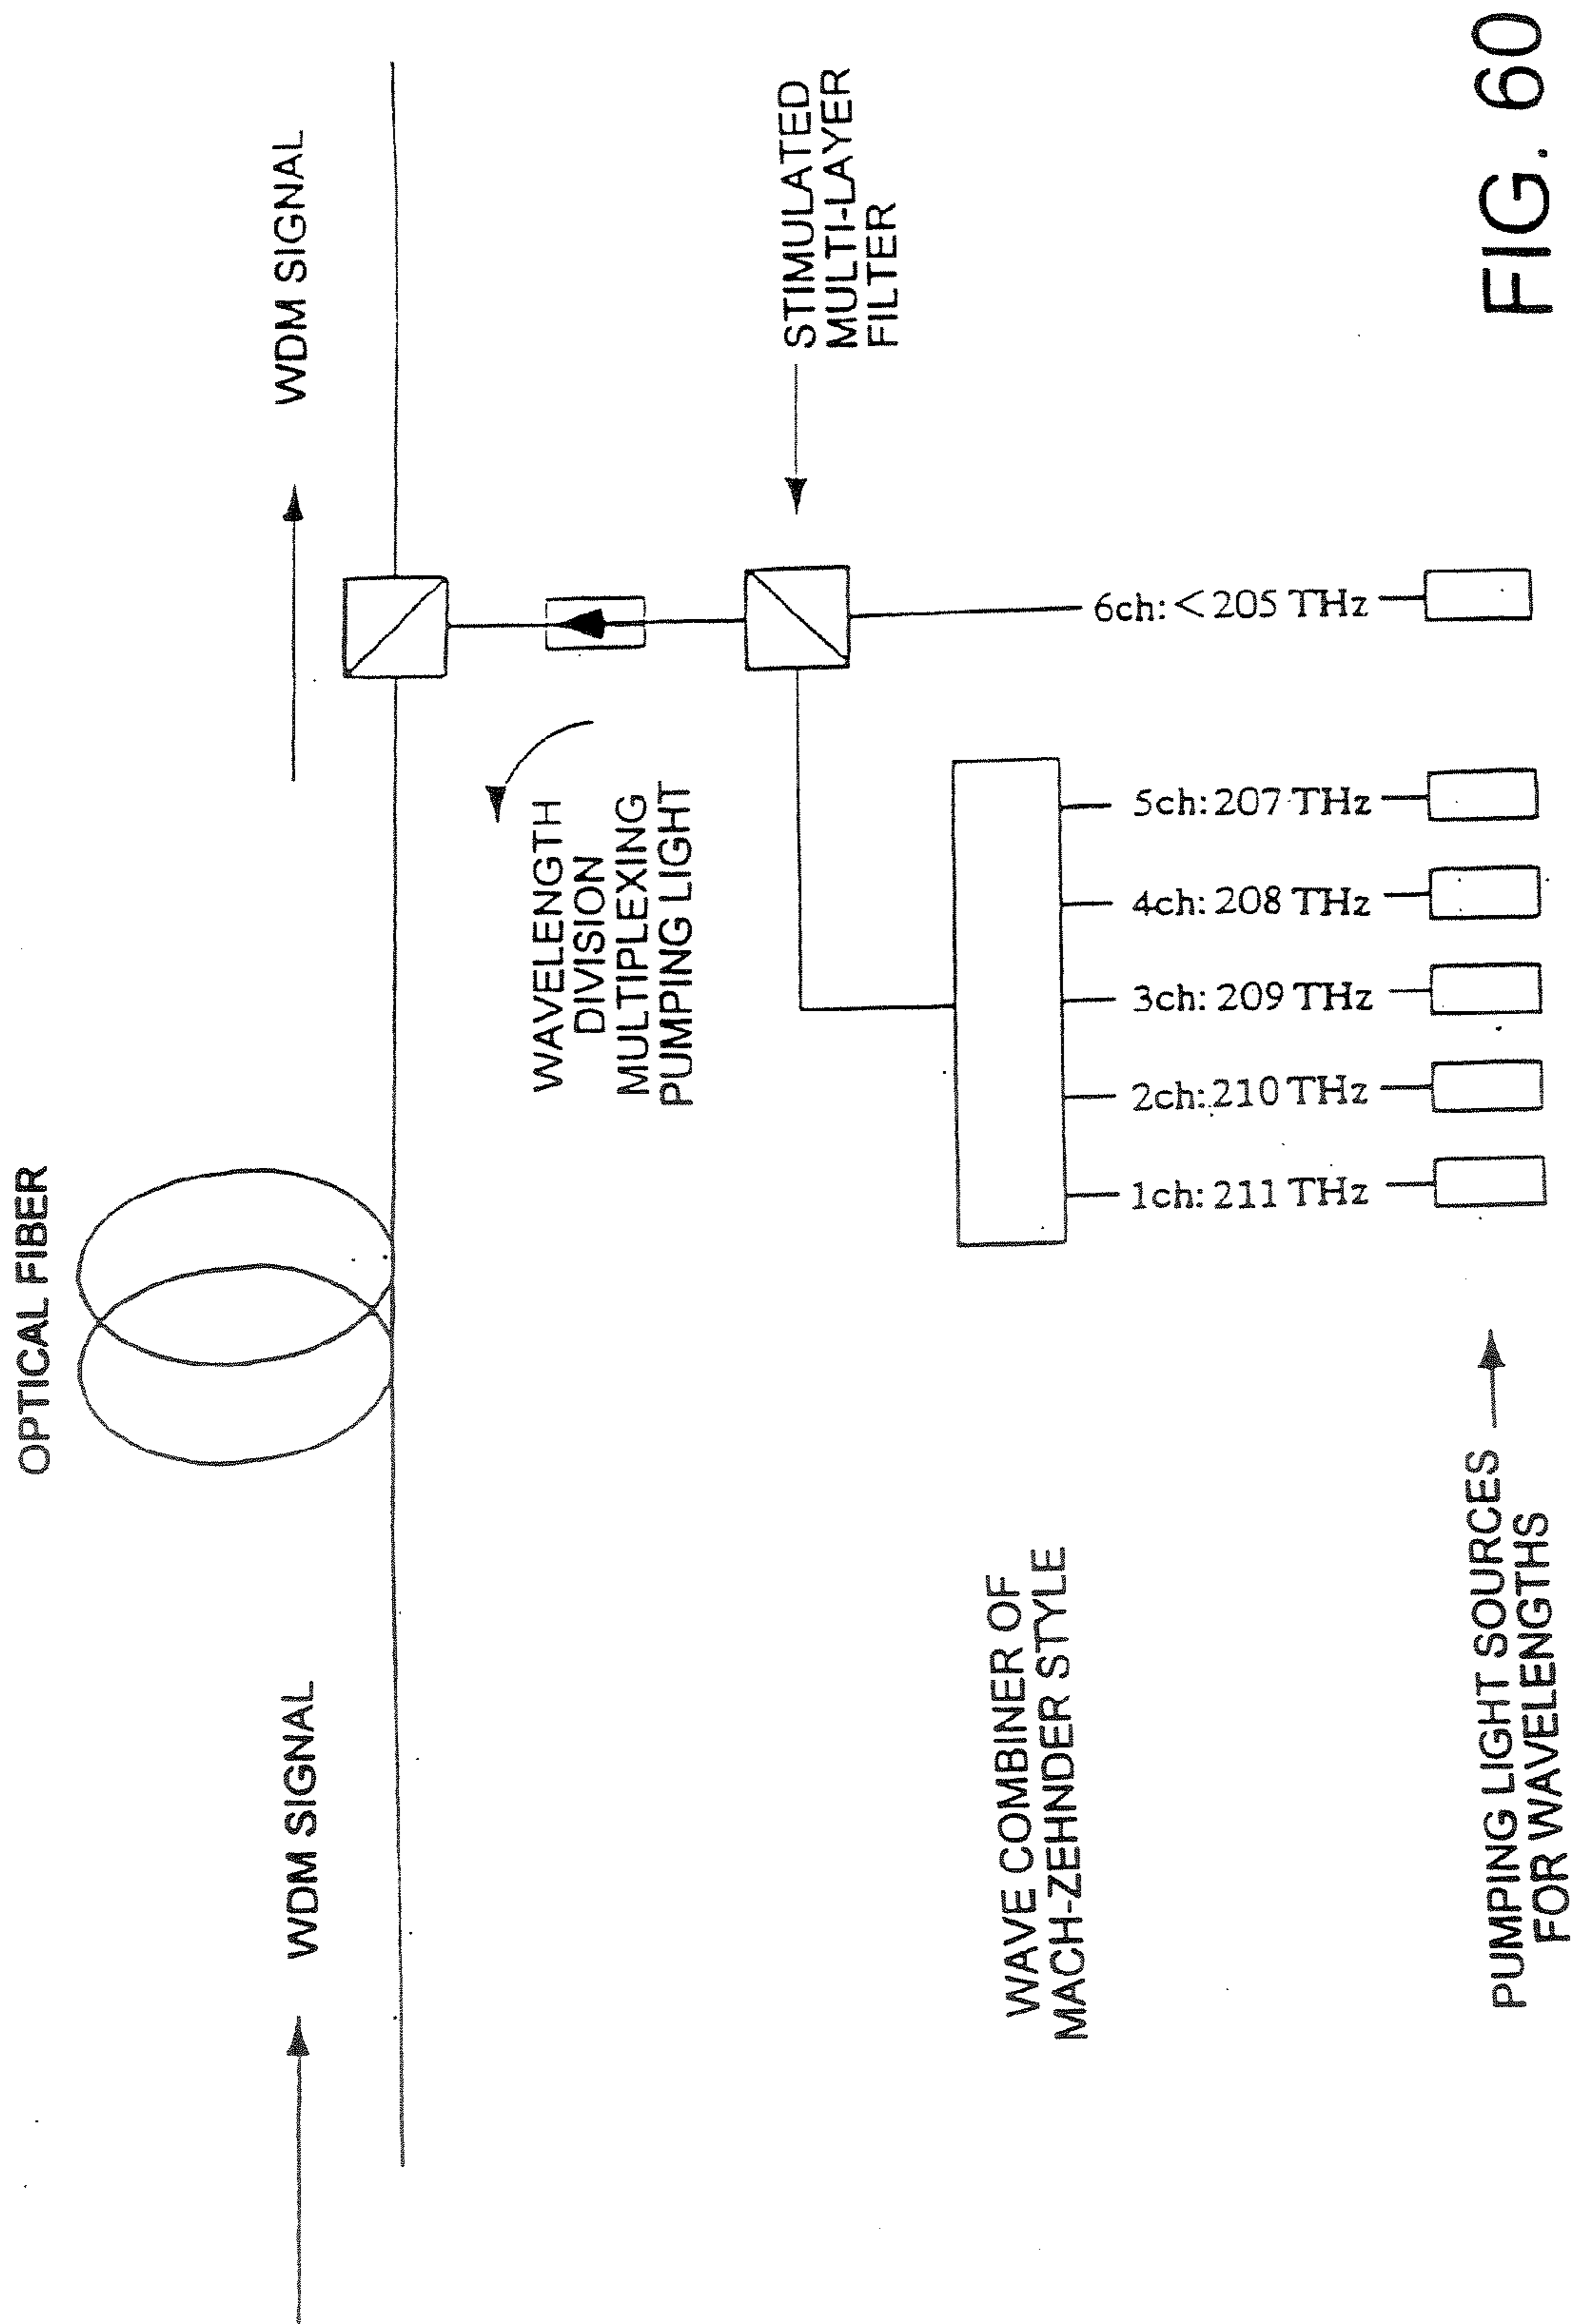 OPTICAL FIBER
WDM SIGNAL
WDM SIGNAL
WAVELENGTH
DIVISION
MULTIPLEXING
PUMPING LIGHT
STIMULATED
MULTI-LAYER
FILTER
WAVE COMBINER OF
MACH-ZEHNDER STYLE
1ch: 211 THz
2ch: 210 THz
3ch: 209 THz
4ch: 208 THz
5ch: 207 THz
6ch: < 205 THz
PUMPING LIGHT SOURCES
FOR WAVELENGTHS
FIG. 60